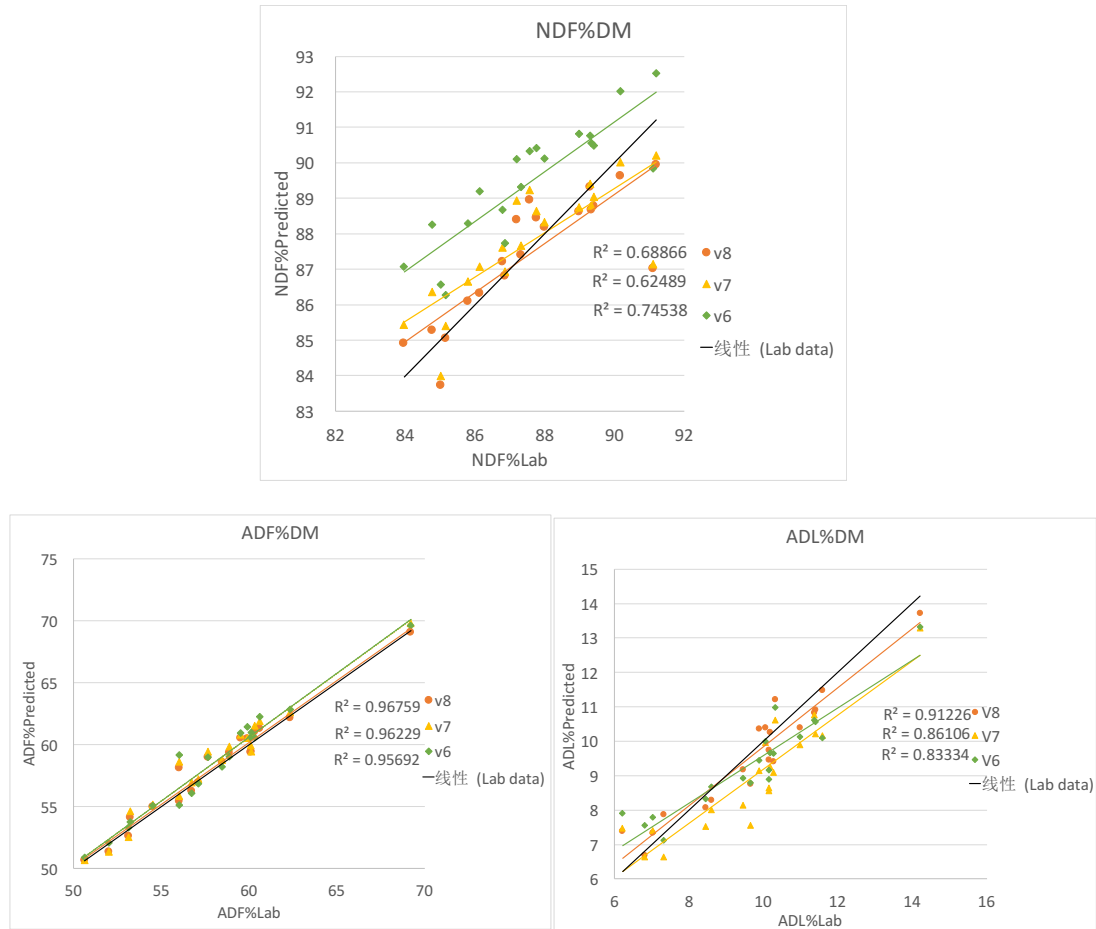 NDF%DM
93
92
91
90
89
88
87
86
85
84
83
82 84 86 88 90 92
NDF%Predicted
NDF%Lab
R² = 0.68866
R² = 0.62489
R² = 0.74538
v8
v7
v6
线性 (Lab data)
ADF%DM
75
70
65
60
55
50
50 55 60 65 70
ADF%Predicted
ADF%Lab
R² = 0.96759
R² = 0.96229
R² = 0.95692
v8
v7
v6
线性 (Lab data)
ADL%DM
15
14
13
12
11
10
9
8
7
6
6 8 10 12 14 16
ADL%Predicted
ADL%Lab
R² = 0.91226
R² = 0.86106
R² = 0.83334
V8
V7
V6
线性 (Lab data)